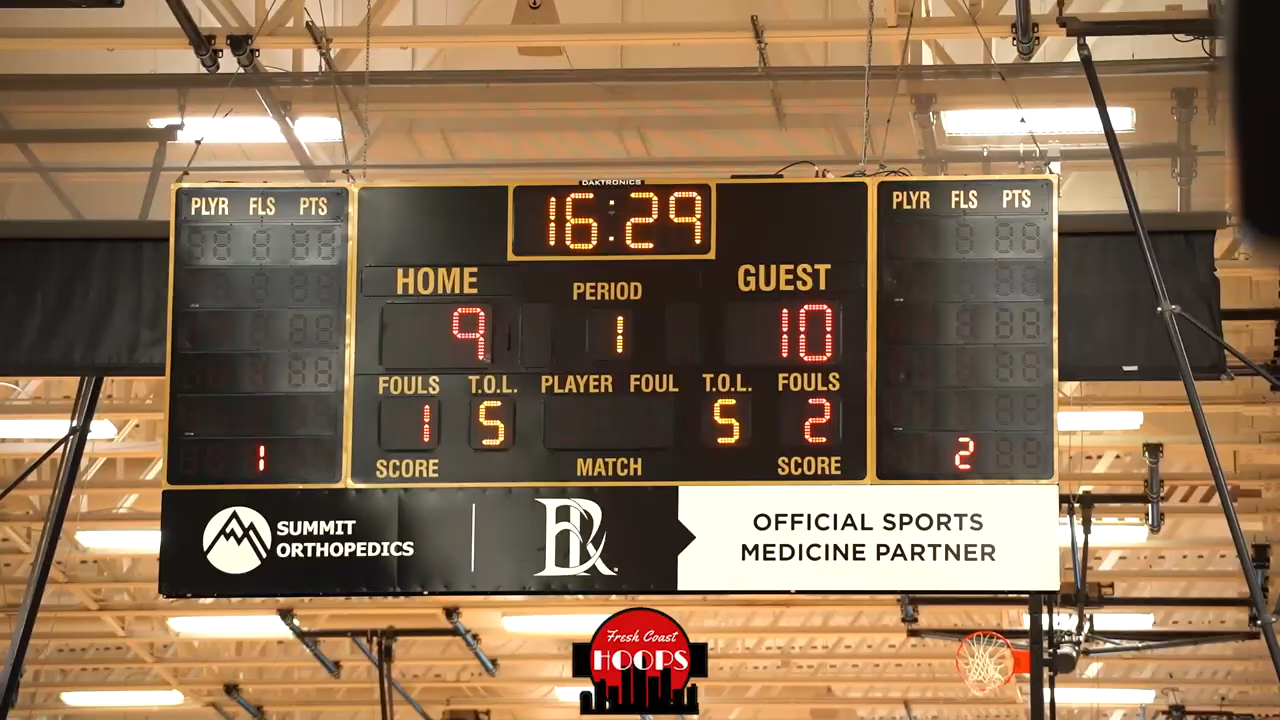 DAKTRONICS
PLYR FLS PTS
16:29
PLYR FLS PTS
HOME
PERIOD
GUEST
9
1
10
FOULS T.O.L. PLAYER FOUL T.O.L. FOULS
1 5 5 2
1
2
SCORE MATCH SCORE
SUMMIT
ORTHOPEDICS
BR
OFFICIAL SPORTS
MEDICINE PARTNER
Fresh Coast
HOOPS